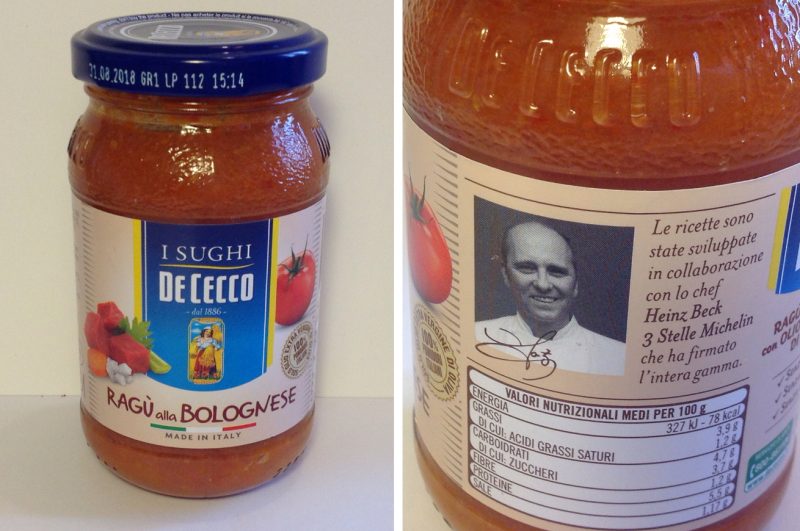 31.08.2018 GR1 LP 112 15:14
I SUGHI
DE CECCO
- dal 1886 -
100%
RAGÙ alla BOLOGNESE
MADE IN ITALY
De Cecco
Le ricette sono
state sviluppate
in collaborazione
con lo chef
Heinz Beck
3 Stelle Michelin
che ha firmato
l'intera gamma.
VALORI NUTRIZIONALI MEDI PER 100 g
ENERGIA 327 kJ - 78 kcal
GRASSI 3,9 g
DI CUI: ACIDI GRASSI SATURI 1,2 g
CARBOIDRATI 4,7 g
DI CUI: ZUCCHERI 3,7 g
FIBRE 1,2 g
PROTEINE 5,5 g
SALE 1,17 g